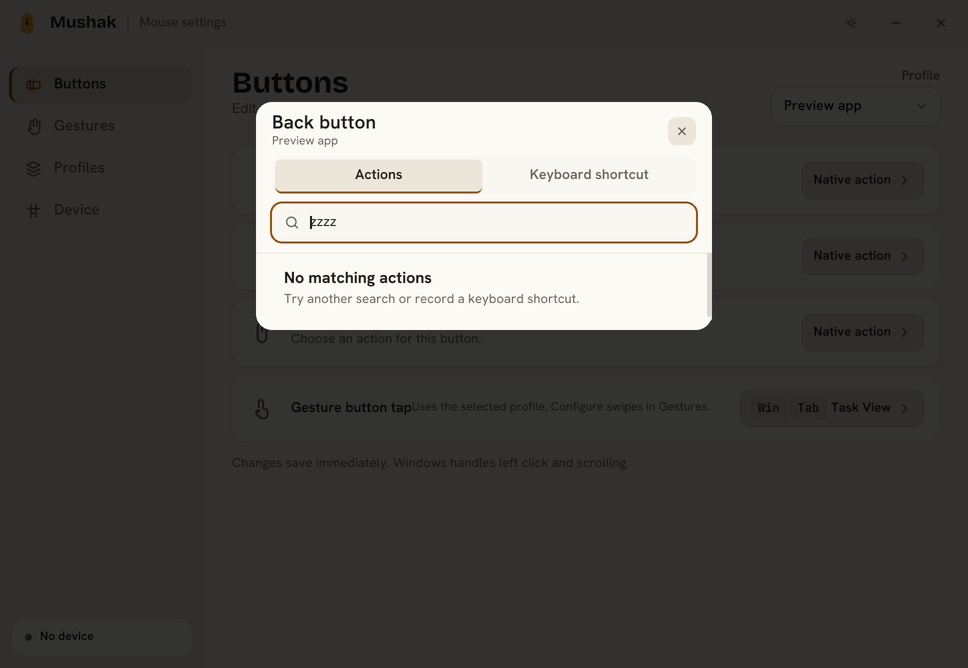 Mushak
Mouse settings
Buttons
Gestures
Profiles
Device
No device
Buttons
Edit
Profile
Preview app
Native action
Native action
Choose an action for this button.
Native action
Gesture button tap
Uses the selected profile. Configure swipes in Gestures.
Win Tab Task View
Changes save immediately. Windows handles left click and scrolling.
Back button
Preview app
Actions
Keyboard shortcut
zzzz
No matching actions
Try another search or record a keyboard shortcut.